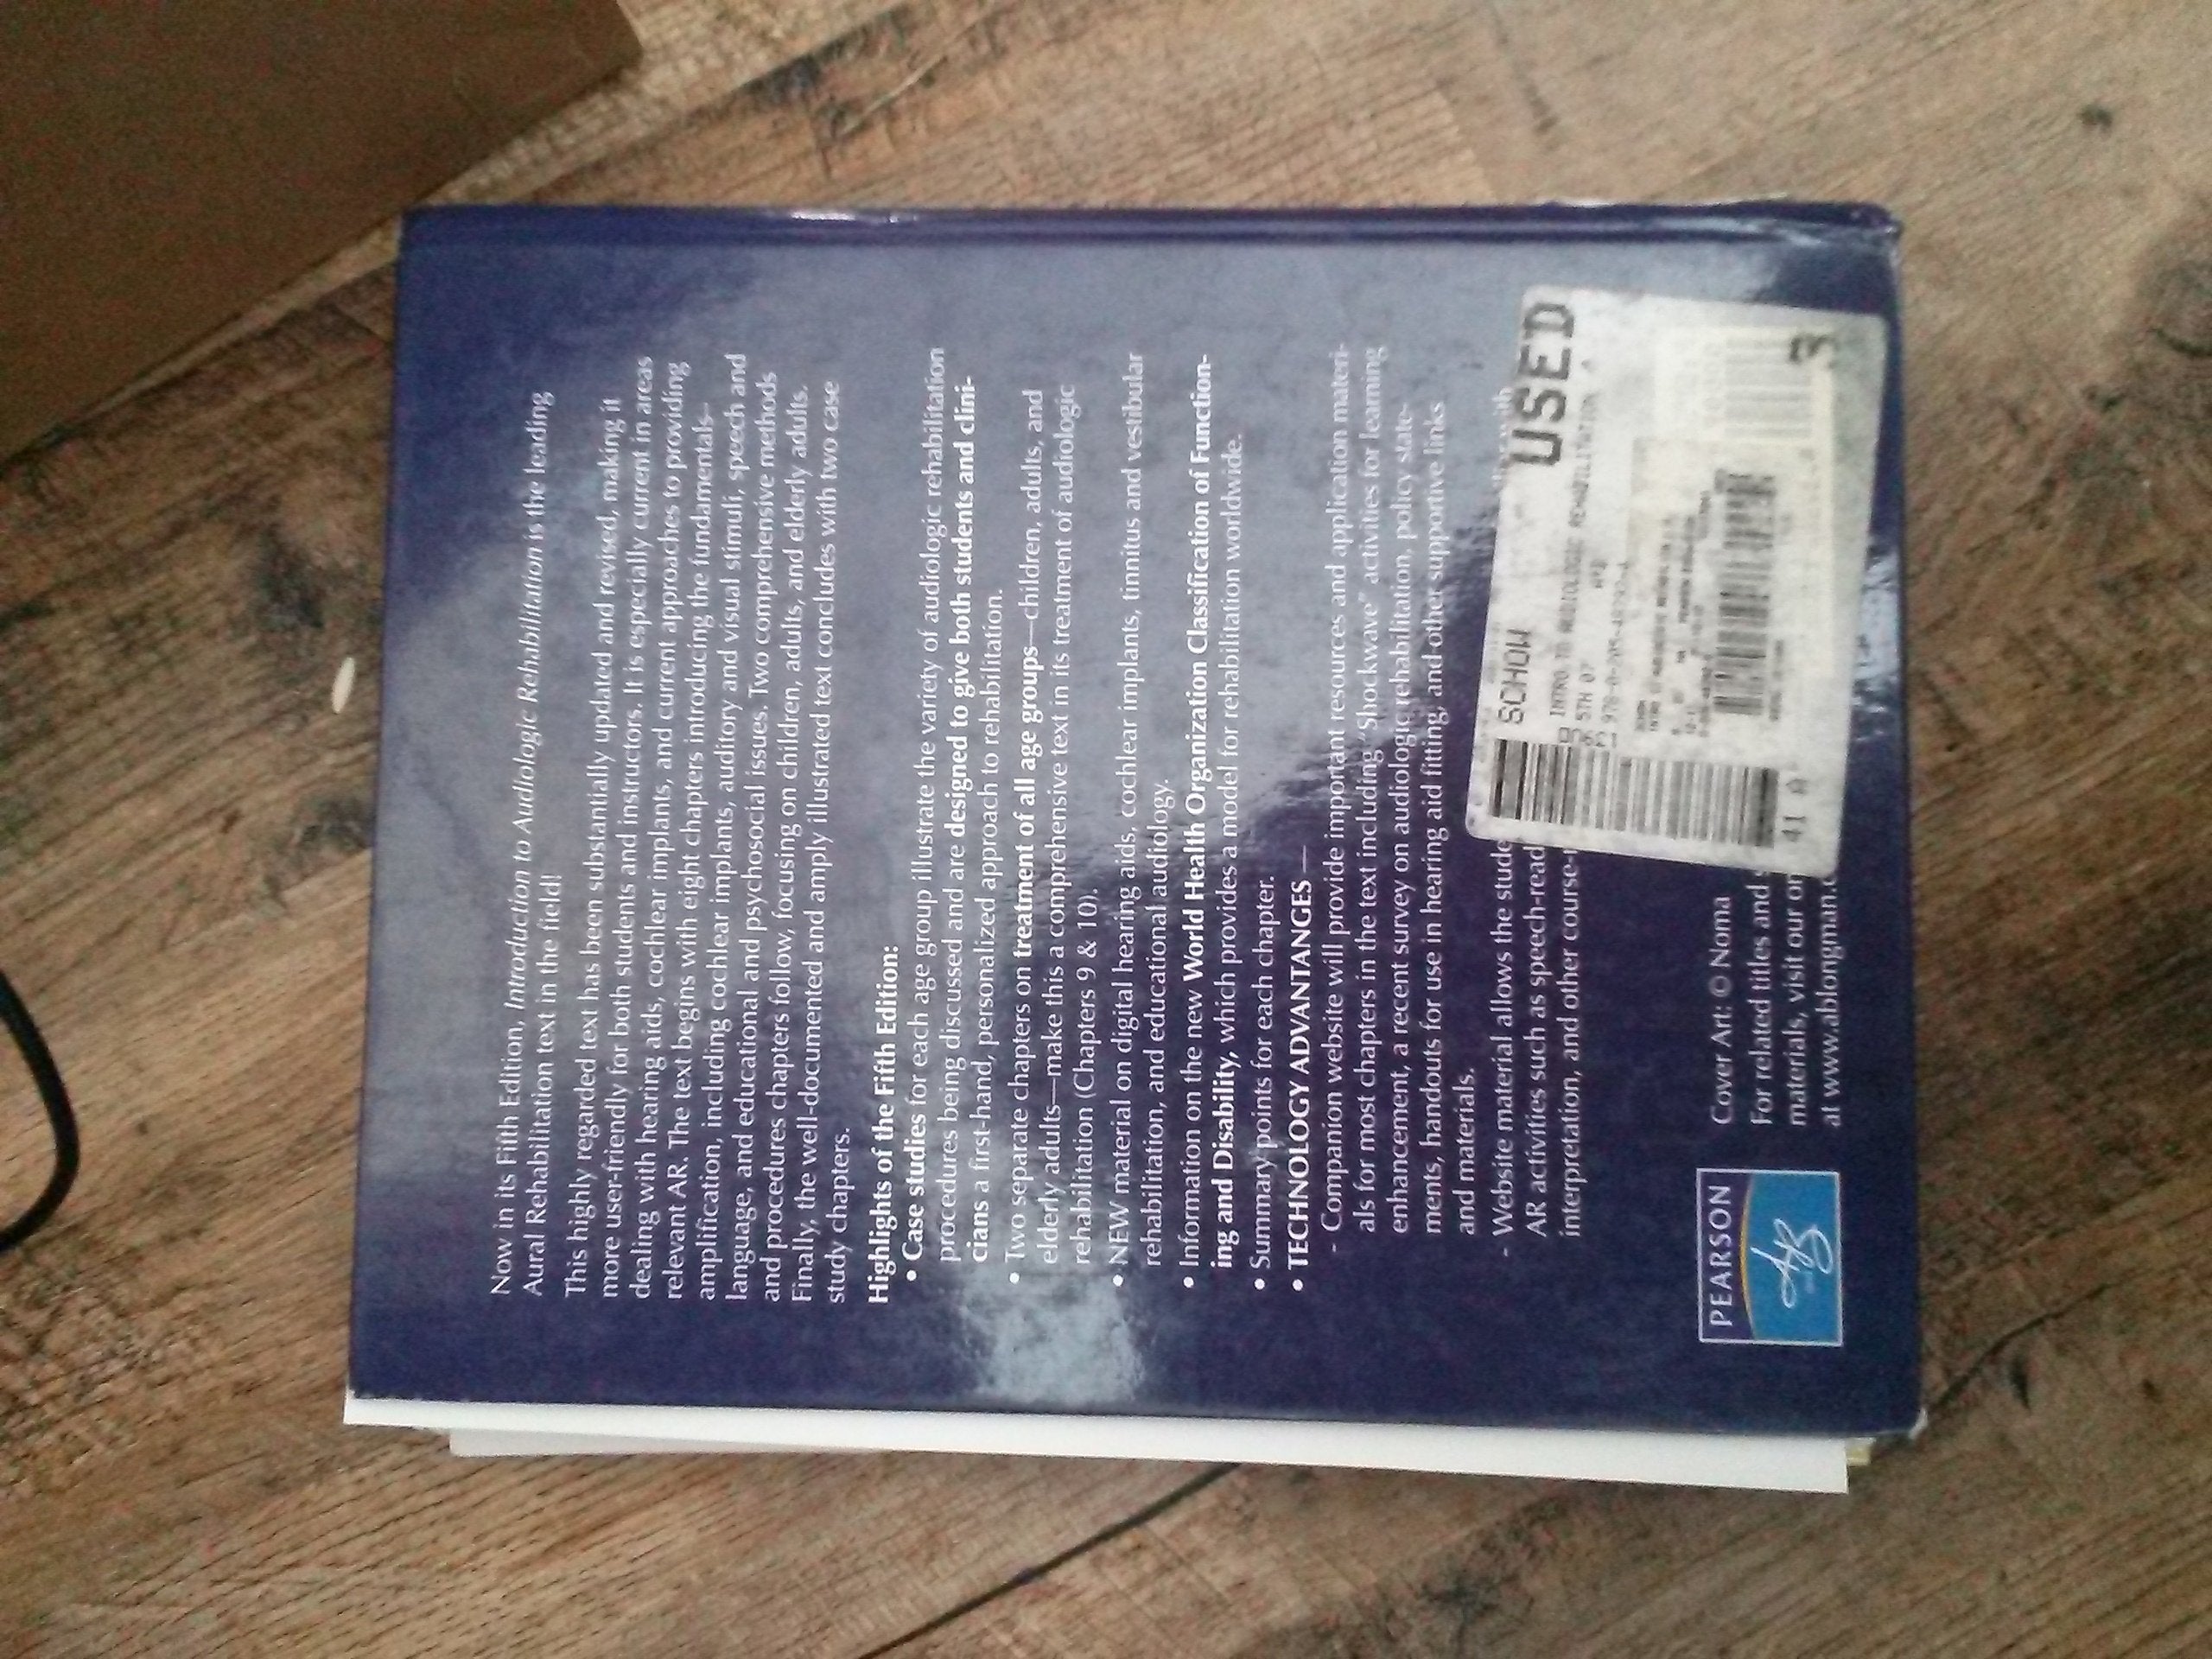 Now in its Fifth Edition, Introduction to Audiologic Rehabilitation is the leading
Aural Rehabilitation text in the field!
This highly regarded text has been substantially updated and revised, making it
more user-friendly for both students and instructors. It is especially current in areas
dealing with hearing aids, cochlear implants, and current approaches to providing
relevant AR. The text begins with eight chapters introducing the fundamentals–
amplification, including cochlear implants, auditory and visual stimuli, speech and
language, and educational and psychosocial issues. Two comprehensive methods
and procedures chapters follow, focusing on children, adults, and elderly adults.
Finally, the well-documented and amply illustrated text concludes with two case
study chapters.
Highlights of the Fifth Edition:
• Case studies for each age group illustrate the variety of audiologic rehabilitation
procedures being discussed and are designed to give both students and clini-
cians a first-hand, personalized approach to rehabilitation.
• Two separate chapters on treatment of all age groups—children, adults, and
elderly adults—make this a comprehensive text in its treatment of audiologic
rehabilitation (Chapters 9 & 10).
• NEW material on digital hearing aids, cochlear implants, tinnitus and vestibular
rehabilitation, and educational audiology.
• Information on the new World Health Organization Classification of Function-
ing and Disability, which provides a model for rehabilitation worldwide.
• Summary points for each chapter.
• TECHNOLOGY ADVANTAGES —
- Companion website will provide important resources and application materi-
als for most chapters in the text including "Shockwave" activities for learning
enhancement, a recent survey on audiologic rehabilitation, policy state-
ments, handouts for use in hearing aid fitting, and other supportive links
and materials.
- Website material allows the stude with
AR activities such as speech-read
interpretation, and other course-
PEARSON
Cover Art: © Noma
For related titles and s
materials, visit our on
at www.ablongman.c
SCHOW
USED
INTRO TO AUDIOLOGIC REHABILITATION
5TH 07
41 A